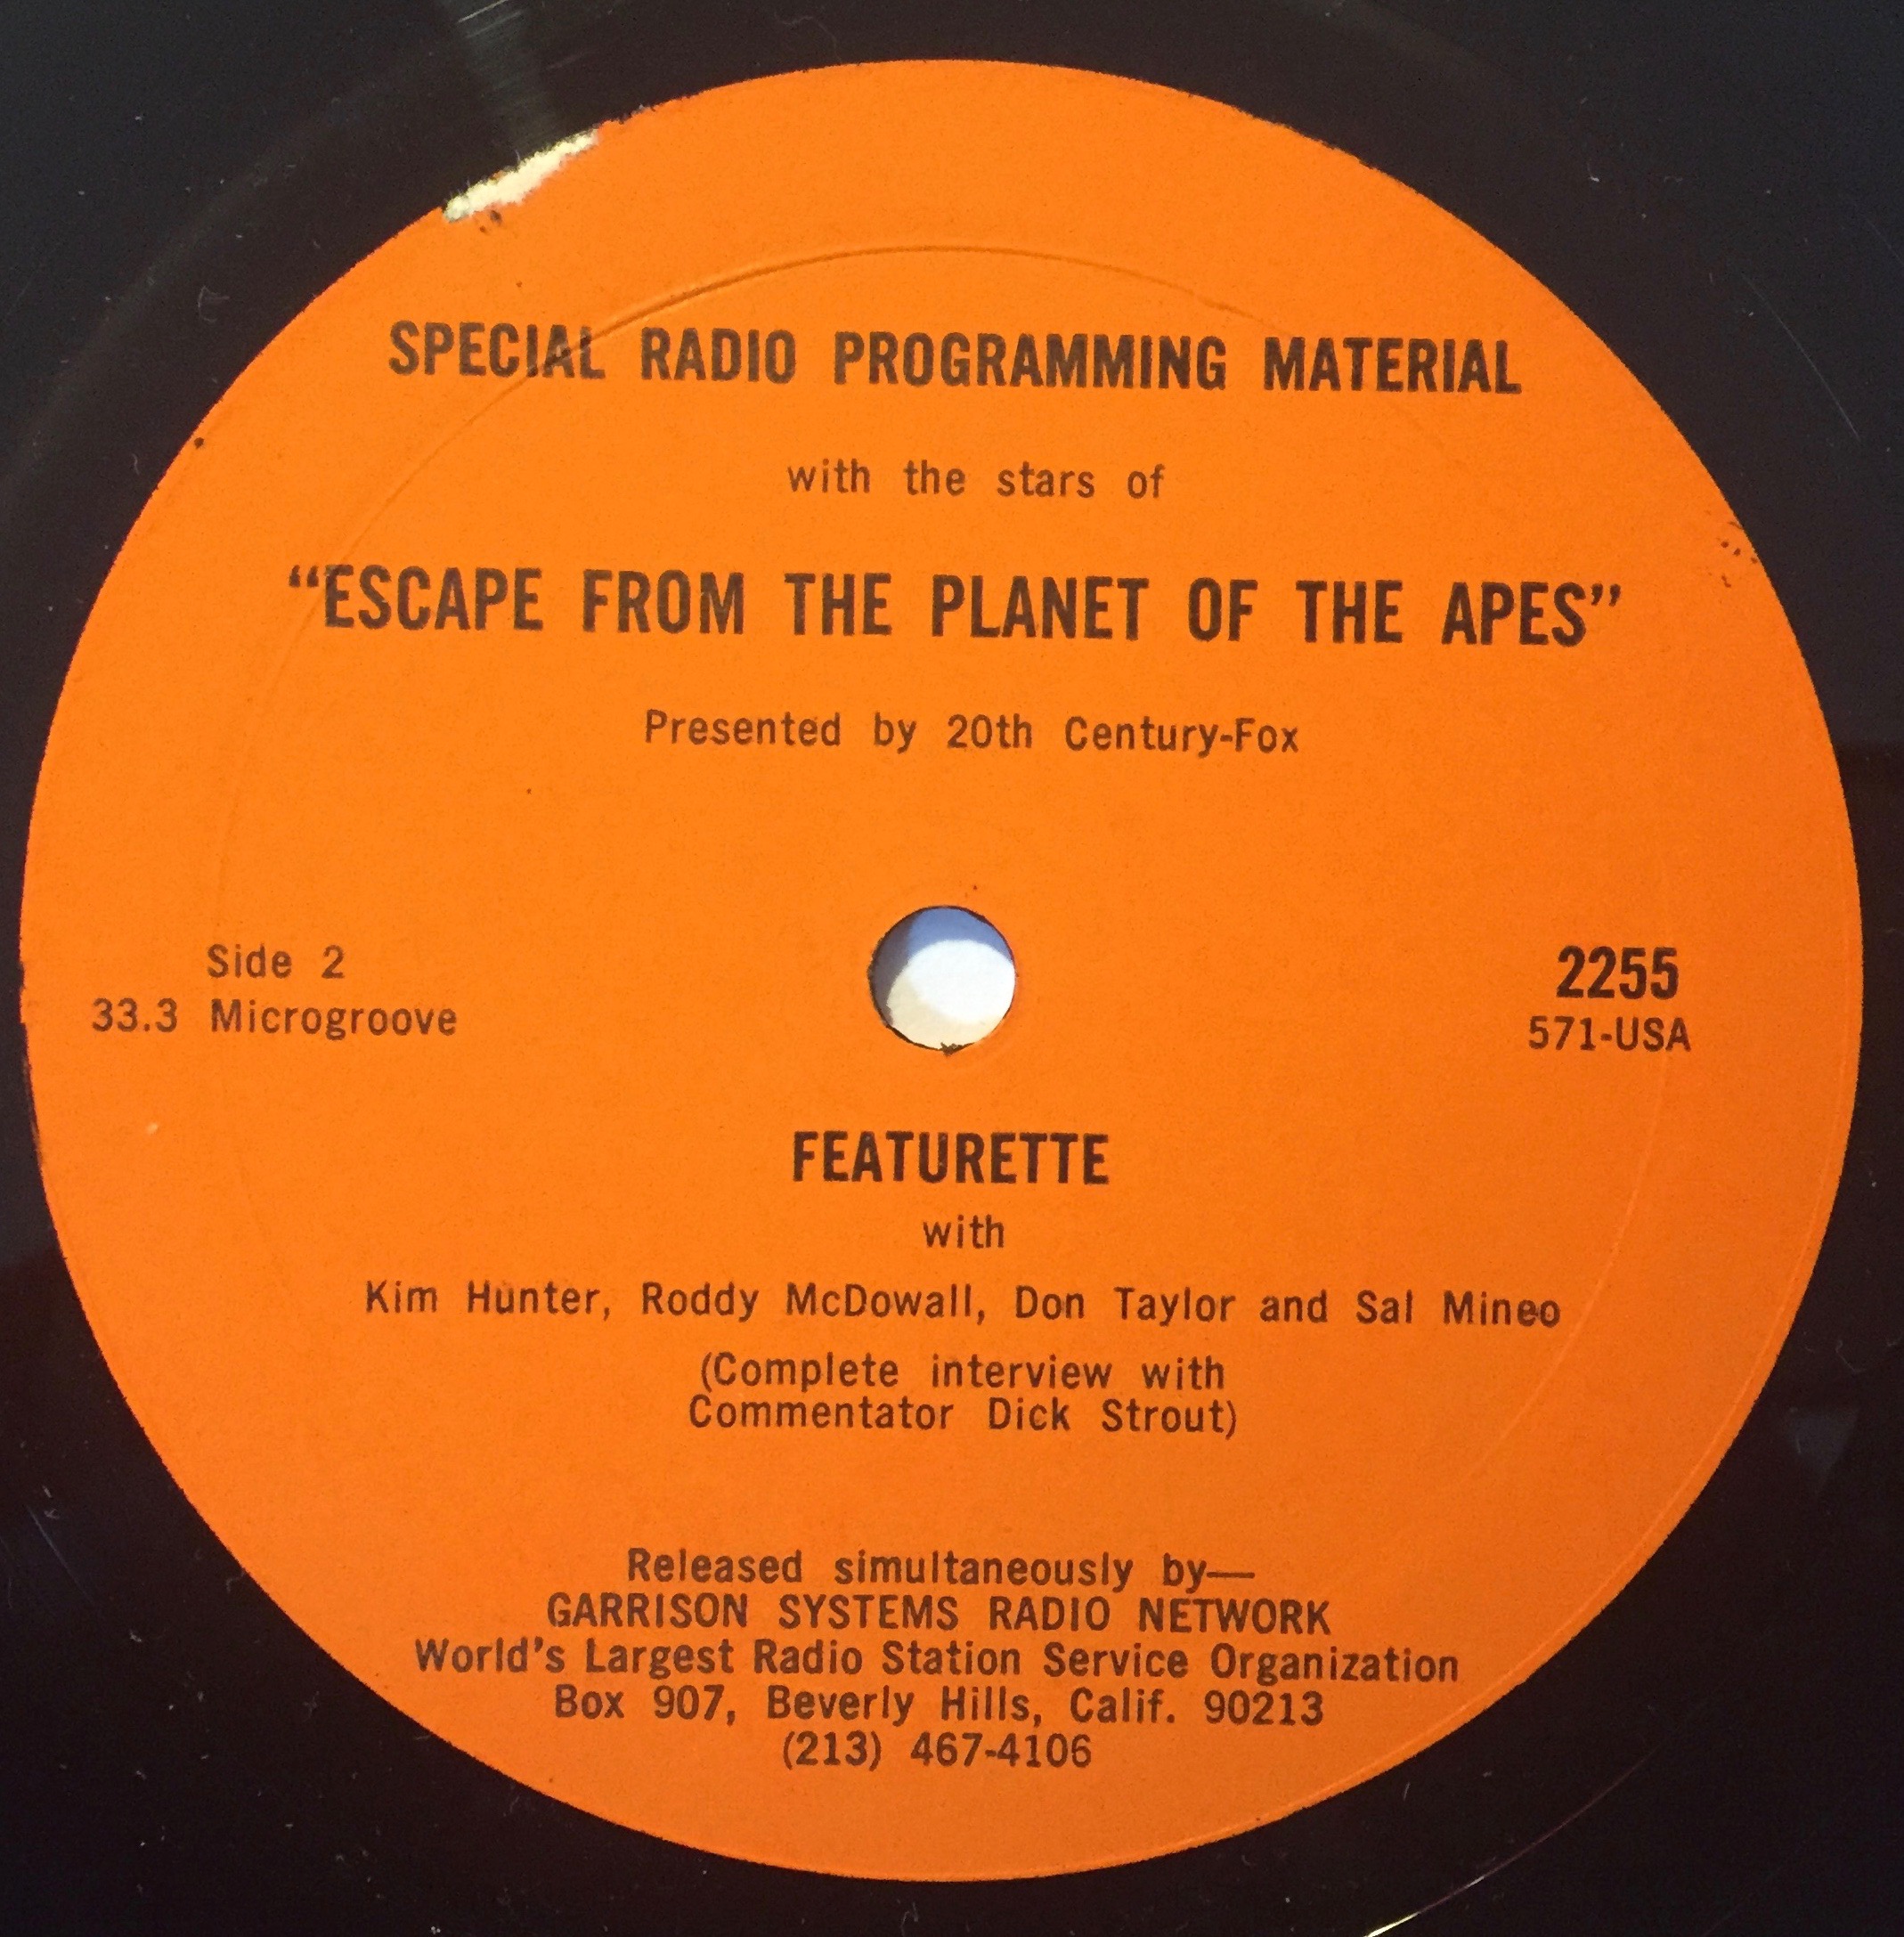 SPECIAL RADIO PROGRAMMING MATERIAL
with the stars of
“ESCAPE FROM THE PLANET OF THE APES”
Presented by 20th Century-Fox
Side 2
33.3 Microgroove
2255
571-USA
FEATURETTE
with
Kim Hunter, Roddy McDowall, Don Taylor and Sal Mineo
(Complete interview with
Commentator Dick Strout)
Released simultaneously by—
GARRISON SYSTEMS RADIO NETWORK
World's Largest Radio Station Service Organization
Box 907, Beverly Hills, Calif. 90213
(213) 467-4106